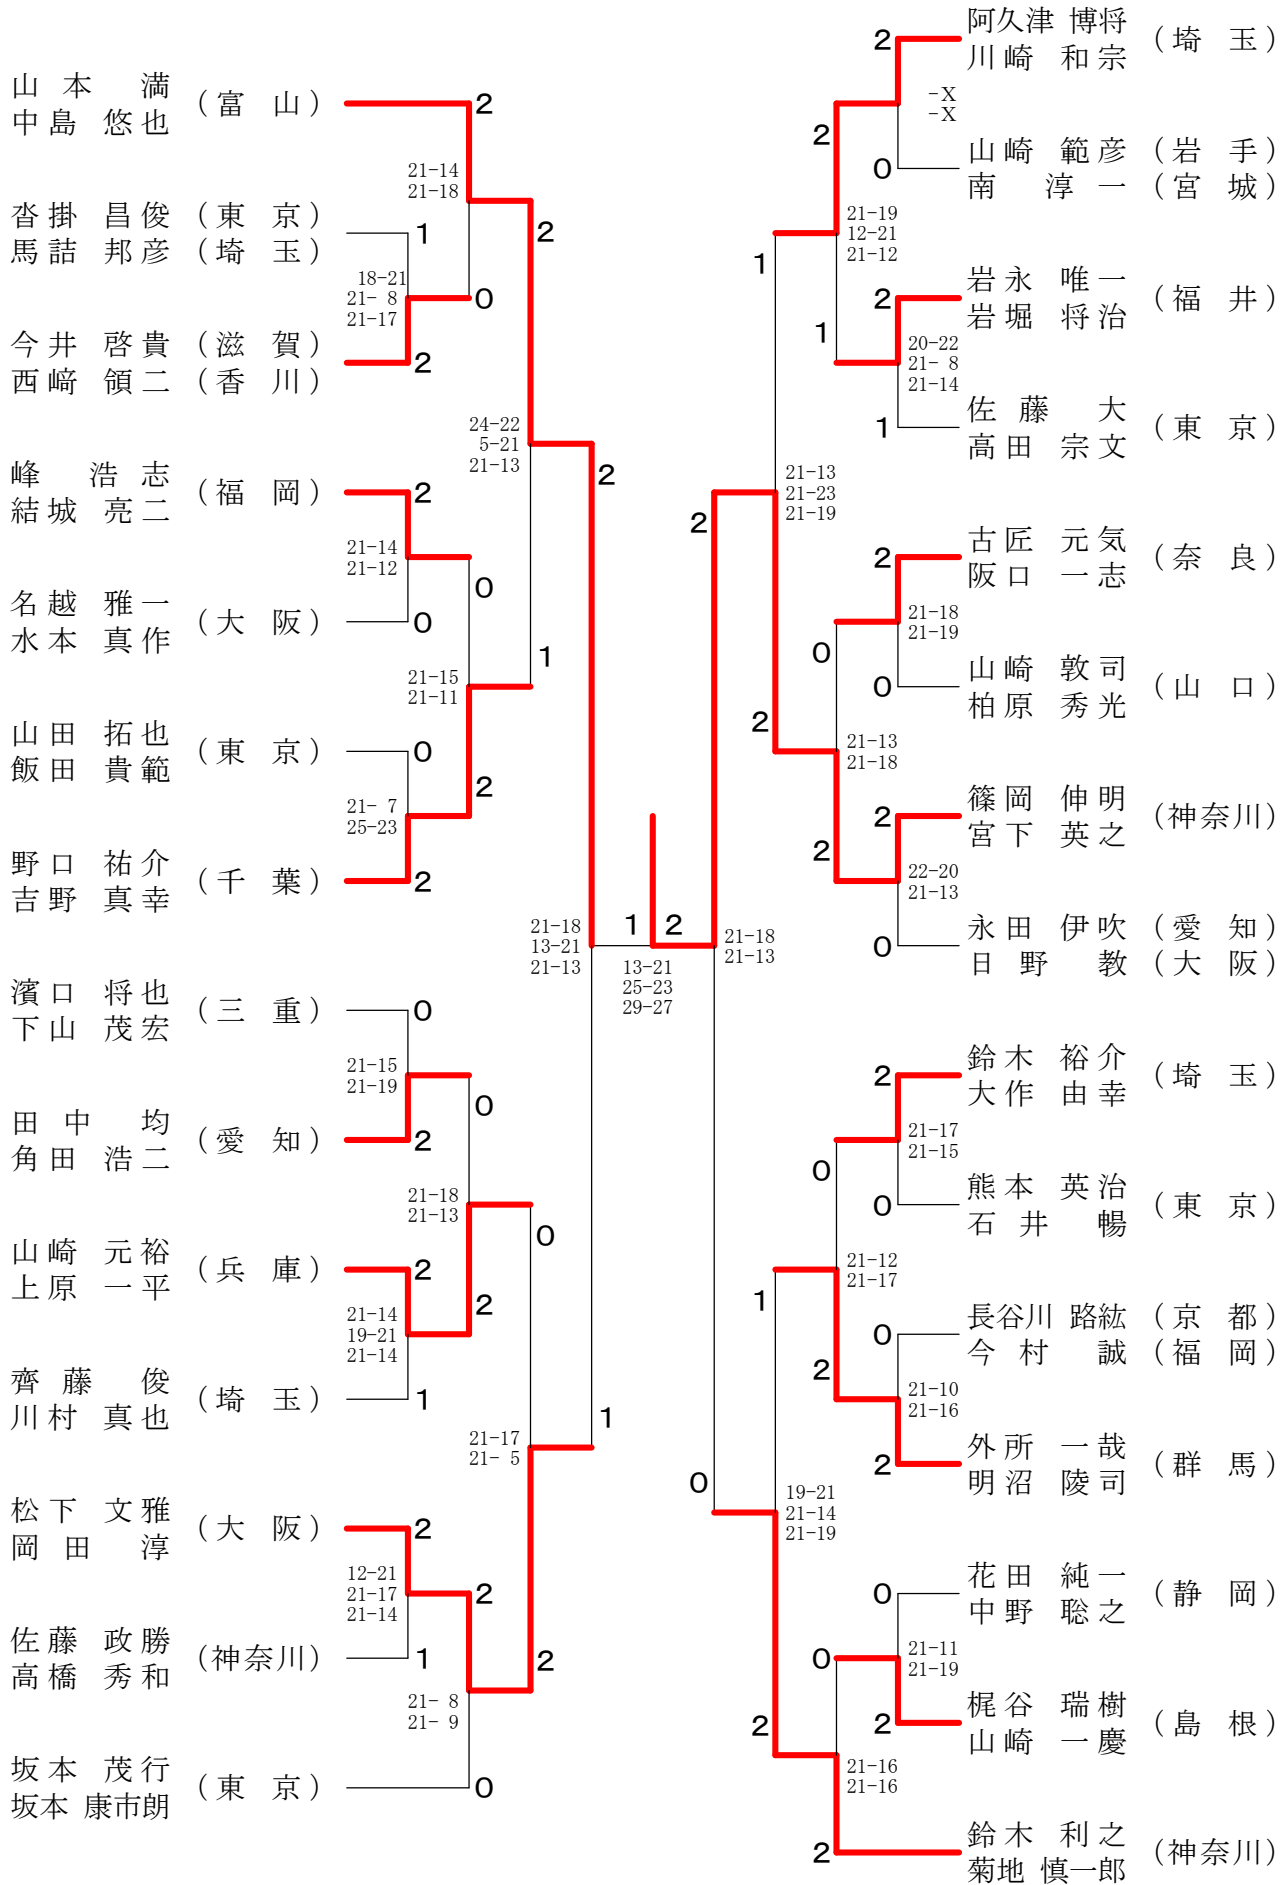 山本 満 (富山) 2
中島 悠也
21-14
21-18
沓掛 昌俊 (東京) 1
馬詰 邦彦 (埼玉)
18-21
21- 8
21-17
0
2
今井 啓貴 (滋賀) 2
西﨑 領二 (香川)
24-22
5-21
21-13
2
峰 浩志 (福岡) 2
結城 亮二
21-14
21-12
0
名越 雅一 (大阪) 0
水本 真作
21-15
21-11
1
山田 拓也 (東京) 0
飯田 貴範
21- 7
25-23
2
野口 祐介 (千葉) 2
吉野 真幸
21-18
13-21
21-13
濱口 将也 (三重) 0
下山 茂宏
21-15
21-19
0
田中 均 (愛知) 2
角田 浩二
21-18
21-13
0
山崎 元裕 (兵庫) 2
上原 一平
21-14
19-21
21-14
2
齊藤 俊 (埼玉) 1
川村 真也
21-17
21- 5
1
松下 文雅 (大阪) 2
岡田 淳
12-21
21-17
21-14
2
佐藤 政勝 (神奈川) 1
高橋 秀和
2
21- 8
21- 9
坂本 茂行 (東京) 0
坂本 康市朗
1 2
13-21
25-23
29-27
2 阿久津 博将 (埼玉)
川崎 和宗
-X
-X
2
0 山崎 範彦 (岩手)
南 淳一 (宮城)
21-19
12-21
21-12
1
2 岩永 唯一 (福井)
岩堀 将治
1
20-22
21- 8
21-14
1 佐藤 大 (東京)
高田 宗文
21-13
21-23
21-19
2
2 古匠 元気 (奈良)
阪口 一志
21-18
21-19
0
0 山崎 敦司 (山口)
柏原 秀光
2
21-13
21-18
2 篠岡 伸明 (神奈川)
宮下 英之
2
22-20
21-13
0 永田 伊吹 (愛知)
日野 教 (大阪)
21-18
21-13
2 鈴木 裕介 (埼玉)
大作 由幸
21-17
21-15
0
0 熊本 英治 (東京)
石井 暢
21-12
21-17
1
0 長谷川 路紘 (京都)
今村 誠 (福岡)
2
21-10
21-16
2 外所 一哉 (群馬)
明沼 陵司
0
19-21
21-14
21-19
0 花田 純一 (静岡)
中野 聡之
0
21-11
21-19
2 梶谷 瑞樹 (島根)
山崎 一慶
2
21-16
21-16
2 鈴木 利之 (神奈川)
菊地 慎一郎